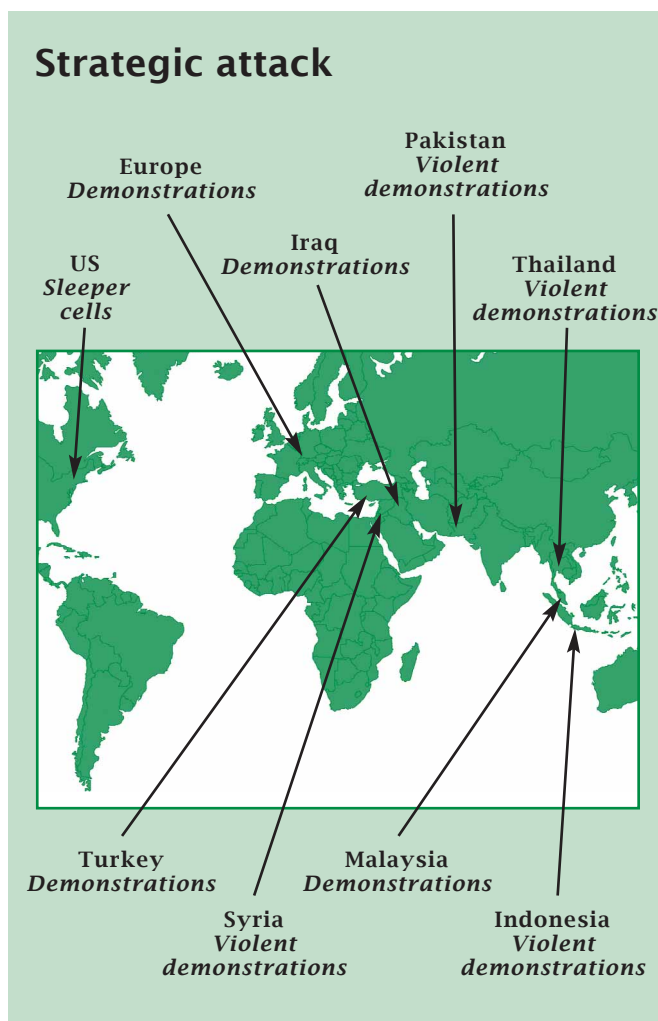 Strategic attack
Pakistan
Violent
demonstrations
Europe
Demonstrations
Iraq
Demonstrations
US
Sleeper
cells
Thailand
Violent
demonstrations
Turkey
Demonstrations
Malaysia
Demonstrations
Syria
Violent
demonstrations
Indonesia
Violent
demonstrations